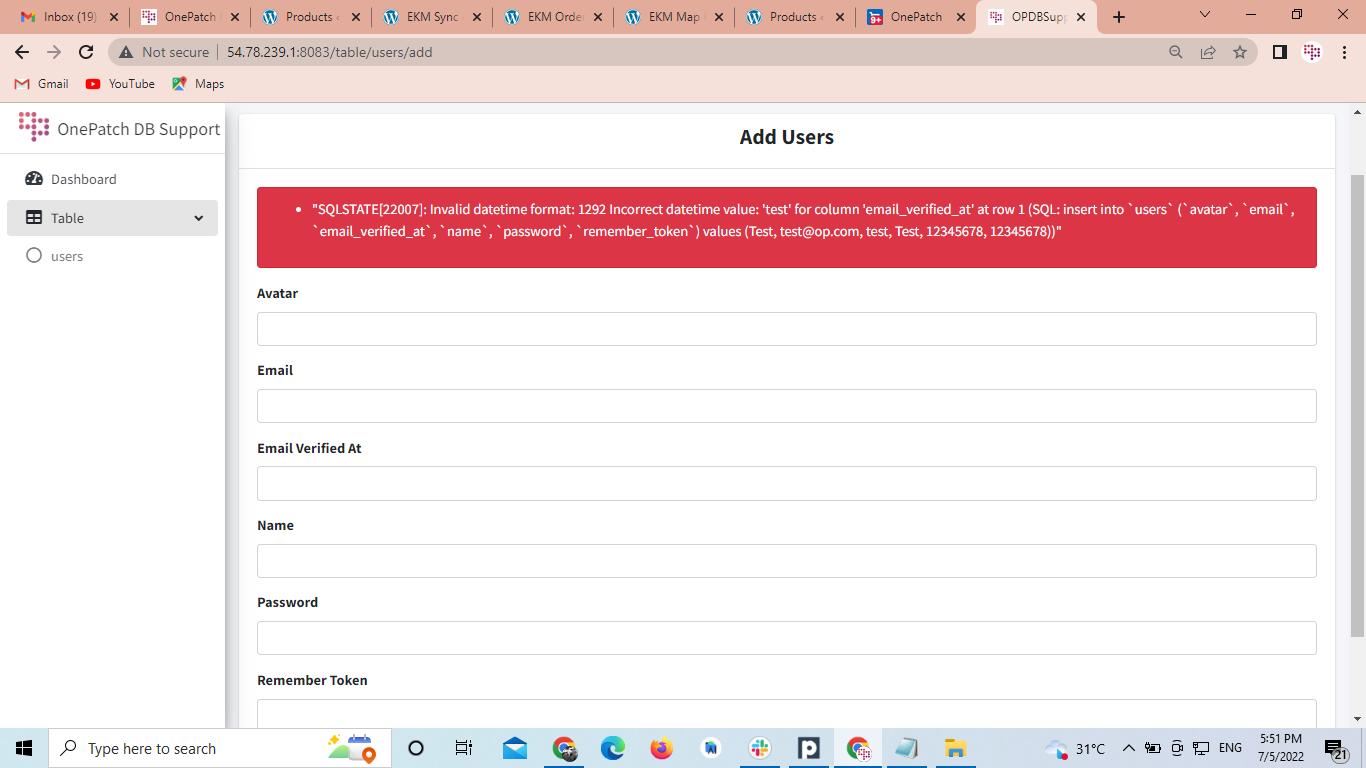 Inbox (19)
OnePatch
Products
EKM Sync
EKM Orde
EKM Map
Products
9+
OnePatch
OPDBSupp
Not secure
54.78.239.1:8083/table/users/add
Gmail
YouTube
Maps
OnePatch DB Support
Dashboard
Table
users
Add Users
"SQLSTATE[22007]: Invalid datetime format: 1292 Incorrect datetime value: 'test' for column 'email_verified_at' at row 1 (SQL: insert into `users` (`avatar`, `email`,
`email_verified_at`, `name`, `password`, `remember_token`) values (Test, test@op.com, test, Test, 12345678, 12345678))"
Avatar
Email
Email Verified At
Name
Password
Remember Token
Type here to search
31°C
ENG
5:51 PM
7/5/2022
21